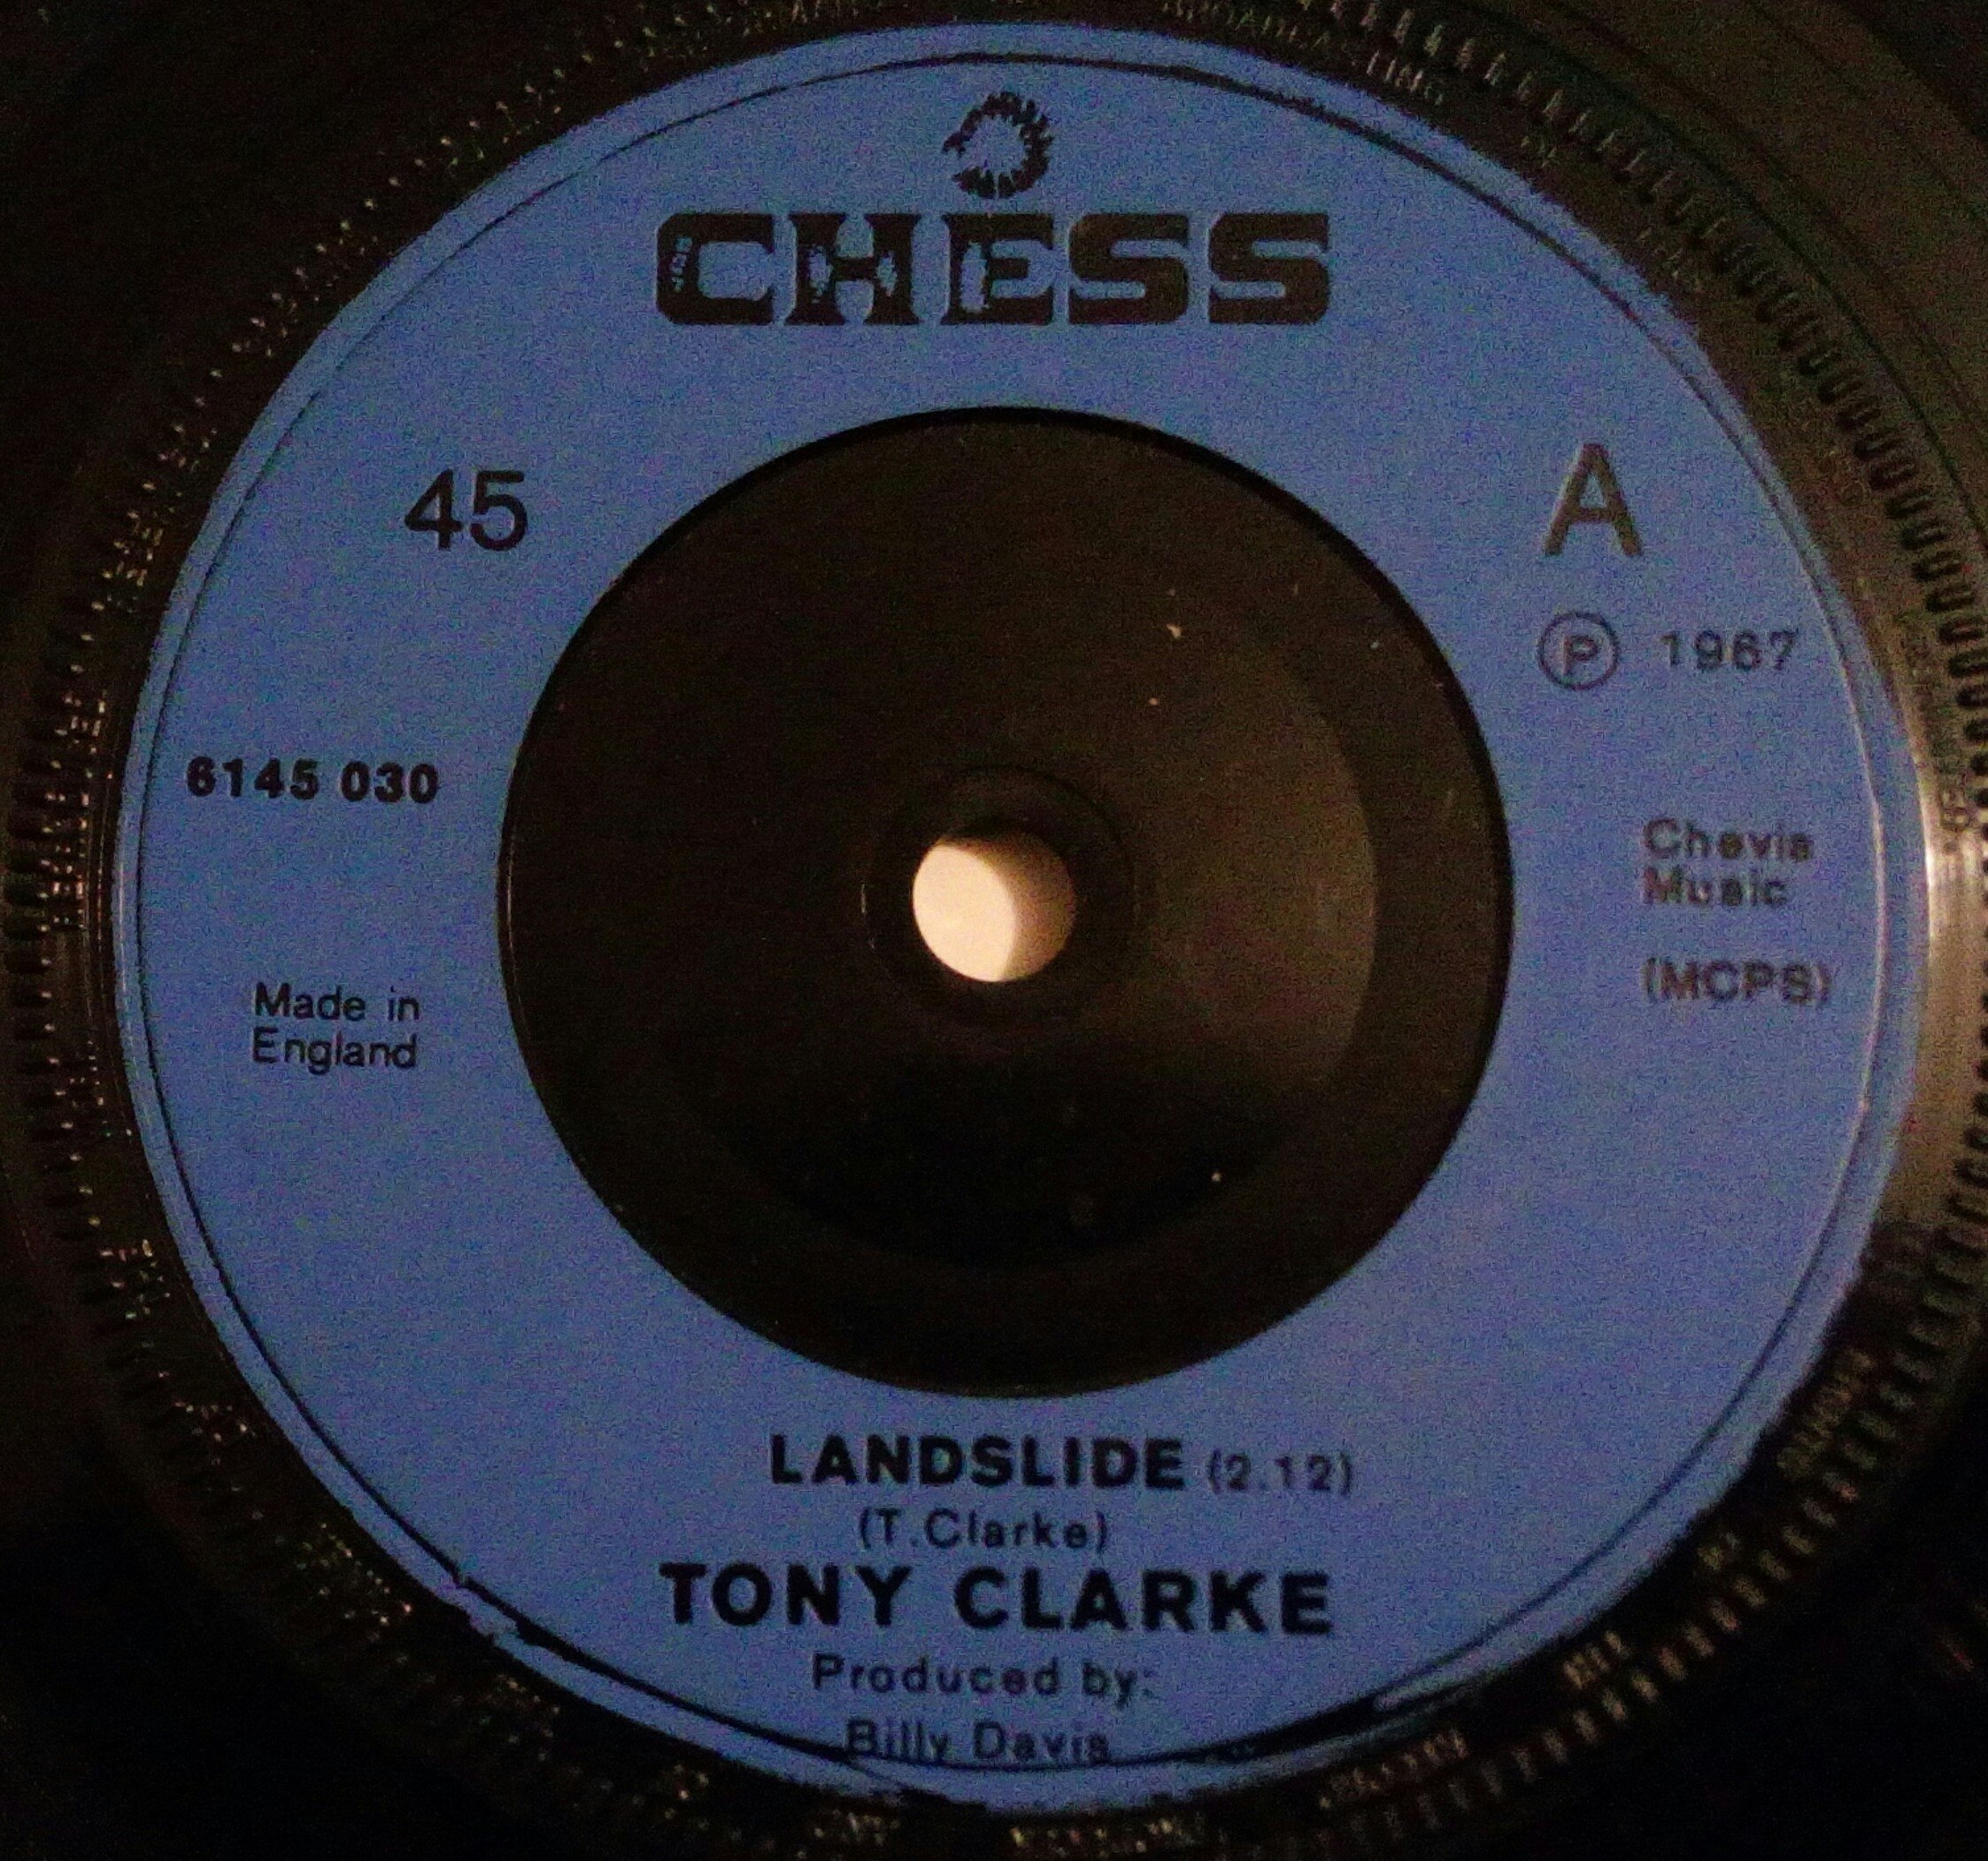 BROADCASTING
CHESS
45
A
Ⓟ 1967
6145 030
Chevis
Music
(MCPS)
Made in
England
LANDSLIDE (2.12)
(T.Clarke)
TONY CLARKE
Produced by:
Billy Davis